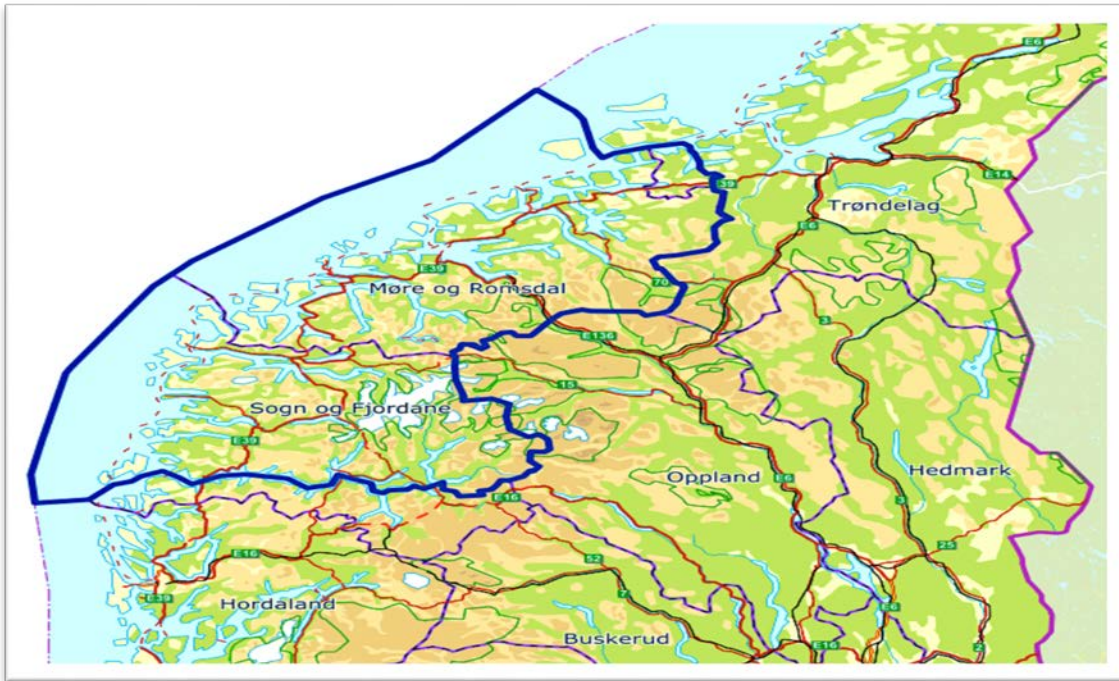 E6
E14
39
Trøndelag
E6
E39
70
Møre og Romsdal
3
E136
15
Sogn og Fjordane
E39
Oppland
Hedmark
E6
E16
3
25
E16
52
7
E39
Hordaland
E6
Buskerud
E16
2